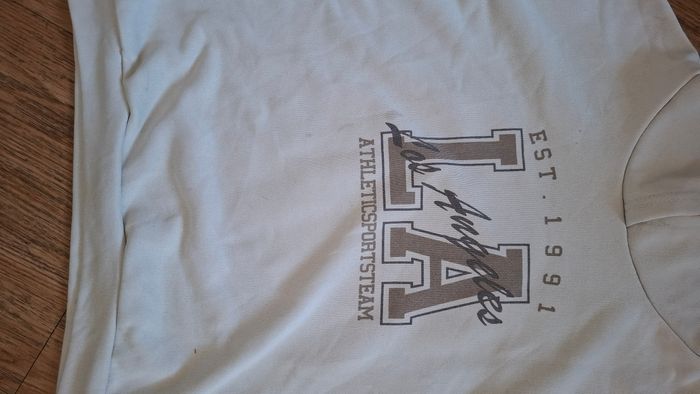 EST. 1991
LA
Los Angeles
ATHLETICSPORTSTEAM